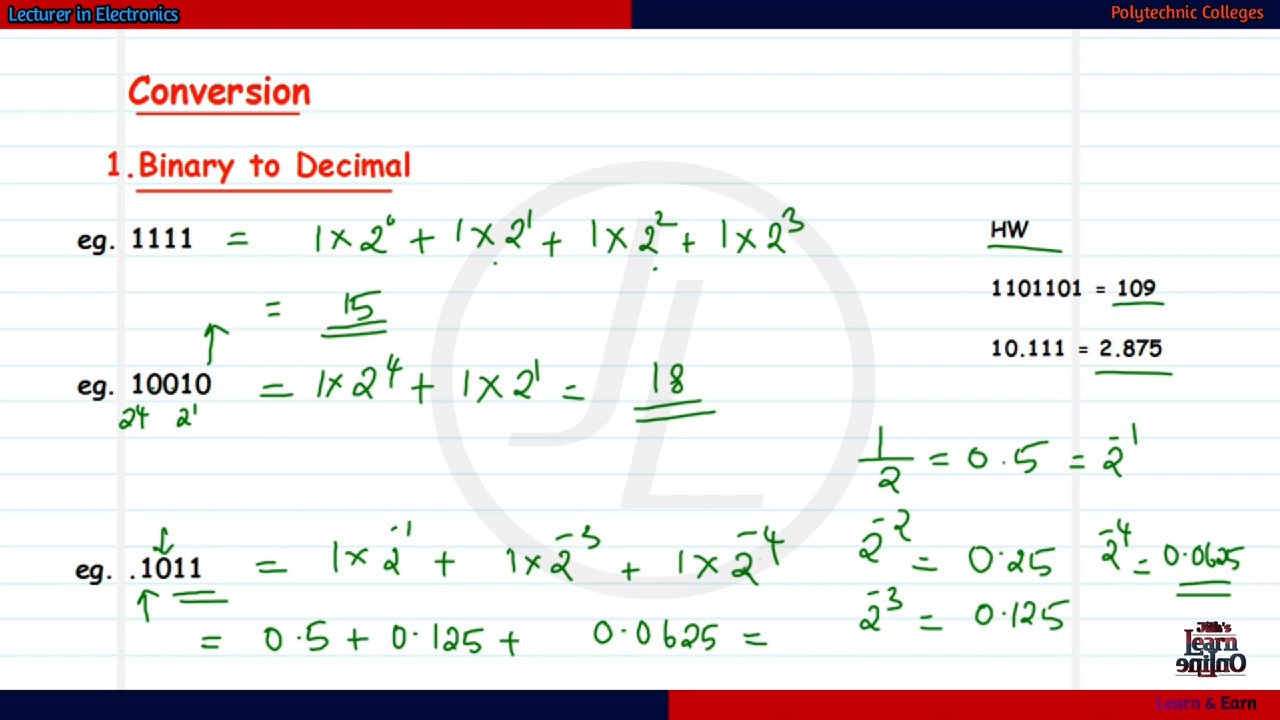 Lecturer in Electronics
Polytechnic Colleges
Conversion
1.Binary to Decimal
eg. 1111 = 1 × 2⁰ + 1 × 2¹ + 1 × 2² + 1 × 2³
= 15
eg. 10010 = 1 × 2⁴ + 1 × 2¹ = 18
2⁴ 2¹
eg. .1011 = 1 × 2⁻¹ + 1 × 2⁻³ + 1 × 2⁻⁴
= 0.5 + 0.125 + 0.0625 =
HW
1101101 = 109
10.111 = 2.875
1/2 = 0.5 = 2⁻¹
2⁻² = 0.25
2⁻³ = 0.125
2⁻⁴ = 0.0625
JL
Jith's
Learn
Online
Learn & Earn